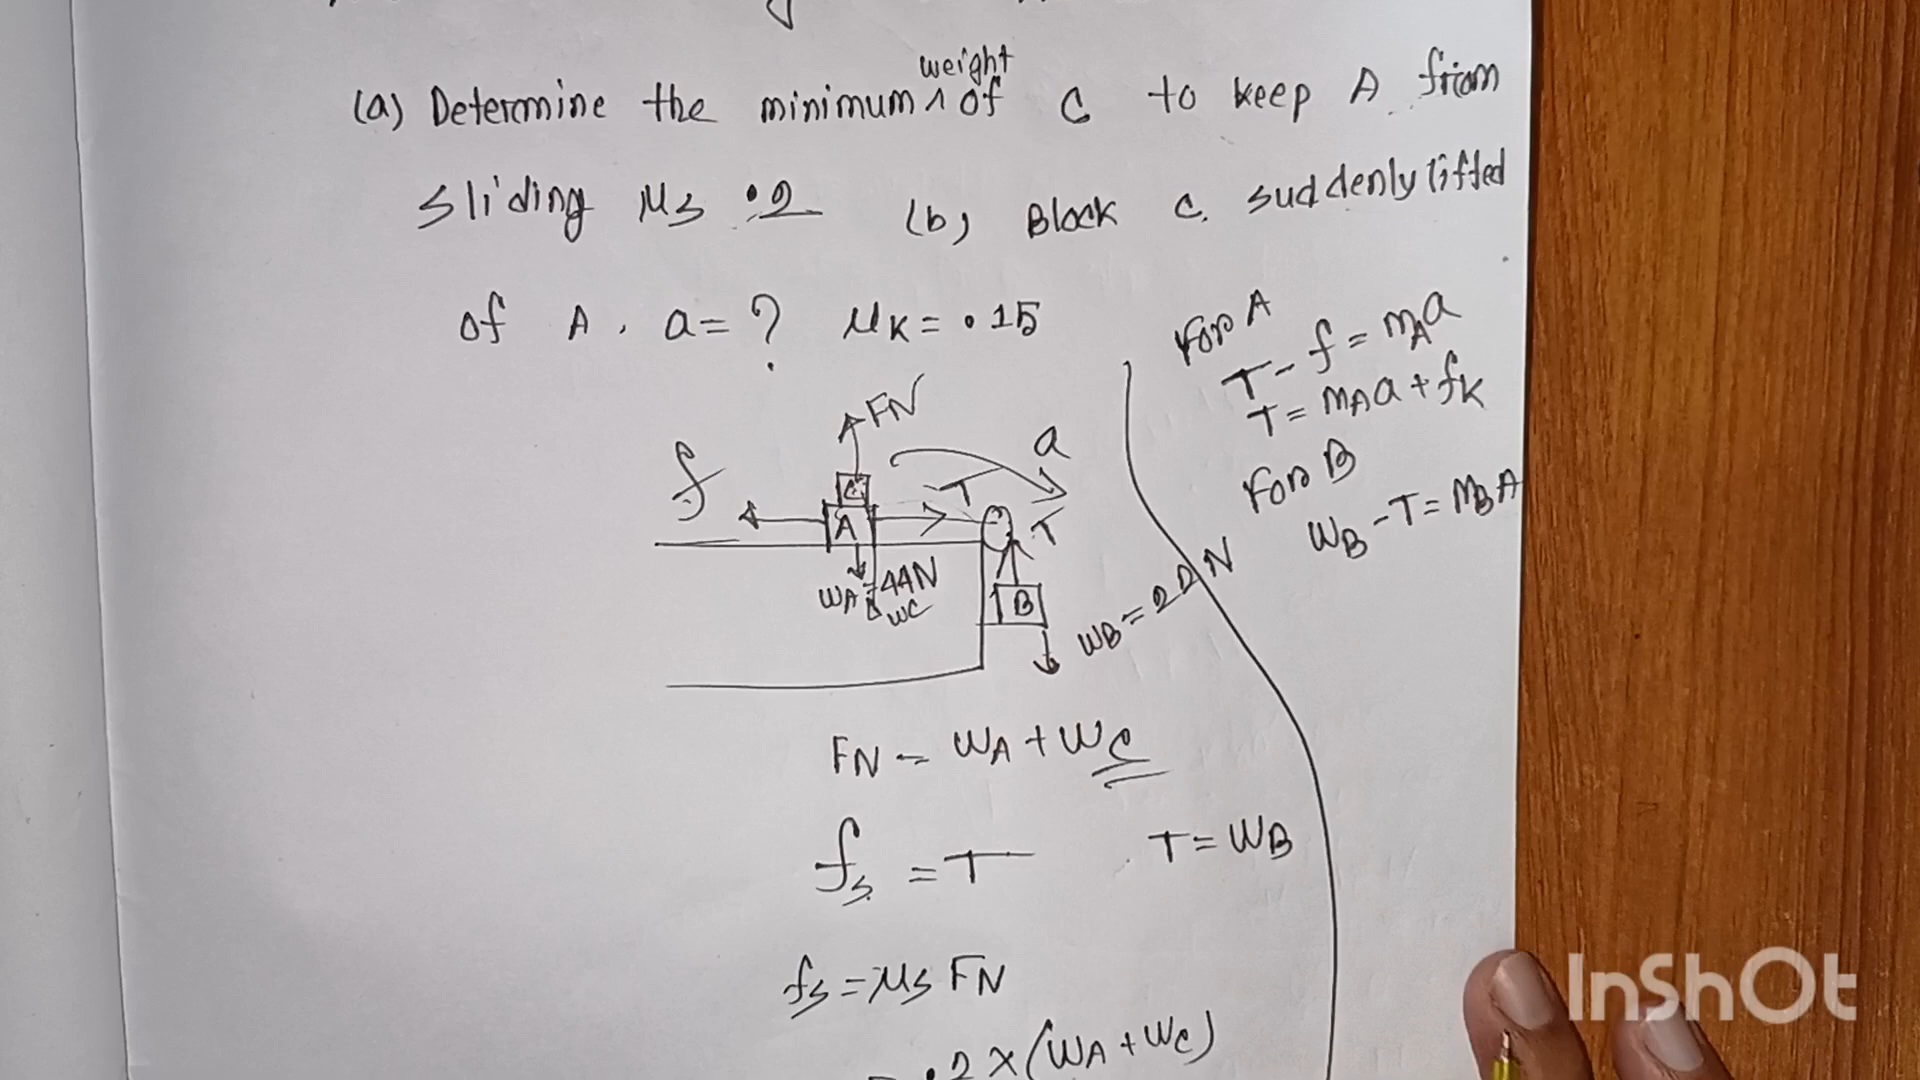 (a) Determine the minimum ^ weight of C to keep A from
sliding μs .2 (b) Block C. suddenly lifted
of A. a = ? μK = .15
For A
T - f = mAa
T = mAa + fK
For B
WB - T = MBA
FN
f
a
C
T
A
T
WA = 44N
WC
B
WB = 22N
FN = WA + WC
fs = T
T = WB
fs = μs FN
.2 x (WA + WC)
InShOt